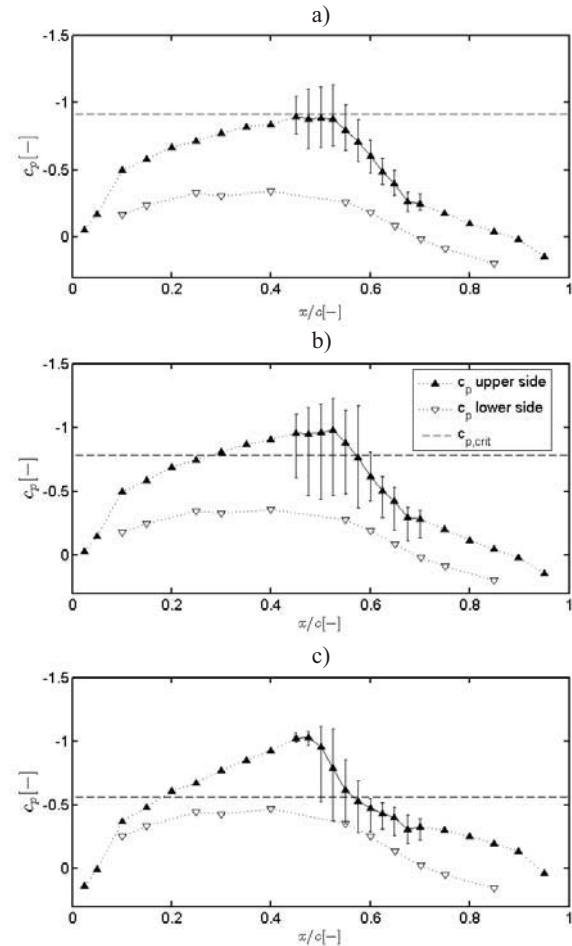 a)
-1.5
-1
-0.5
0
c_p [−]
0 0.2 0.4 0.6 0.8 1
x/c[−]
b)
-1.5
-1
-0.5
0
c_p [−]
c_p upper side
c_p lower side
c_p,crit
0 0.2 0.4 0.6 0.8 1
x/c[−]
c)
-1.5
-1
-0.5
0
c_p [−]
0 0.2 0.4 0.6 0.8 1
x/c[−]